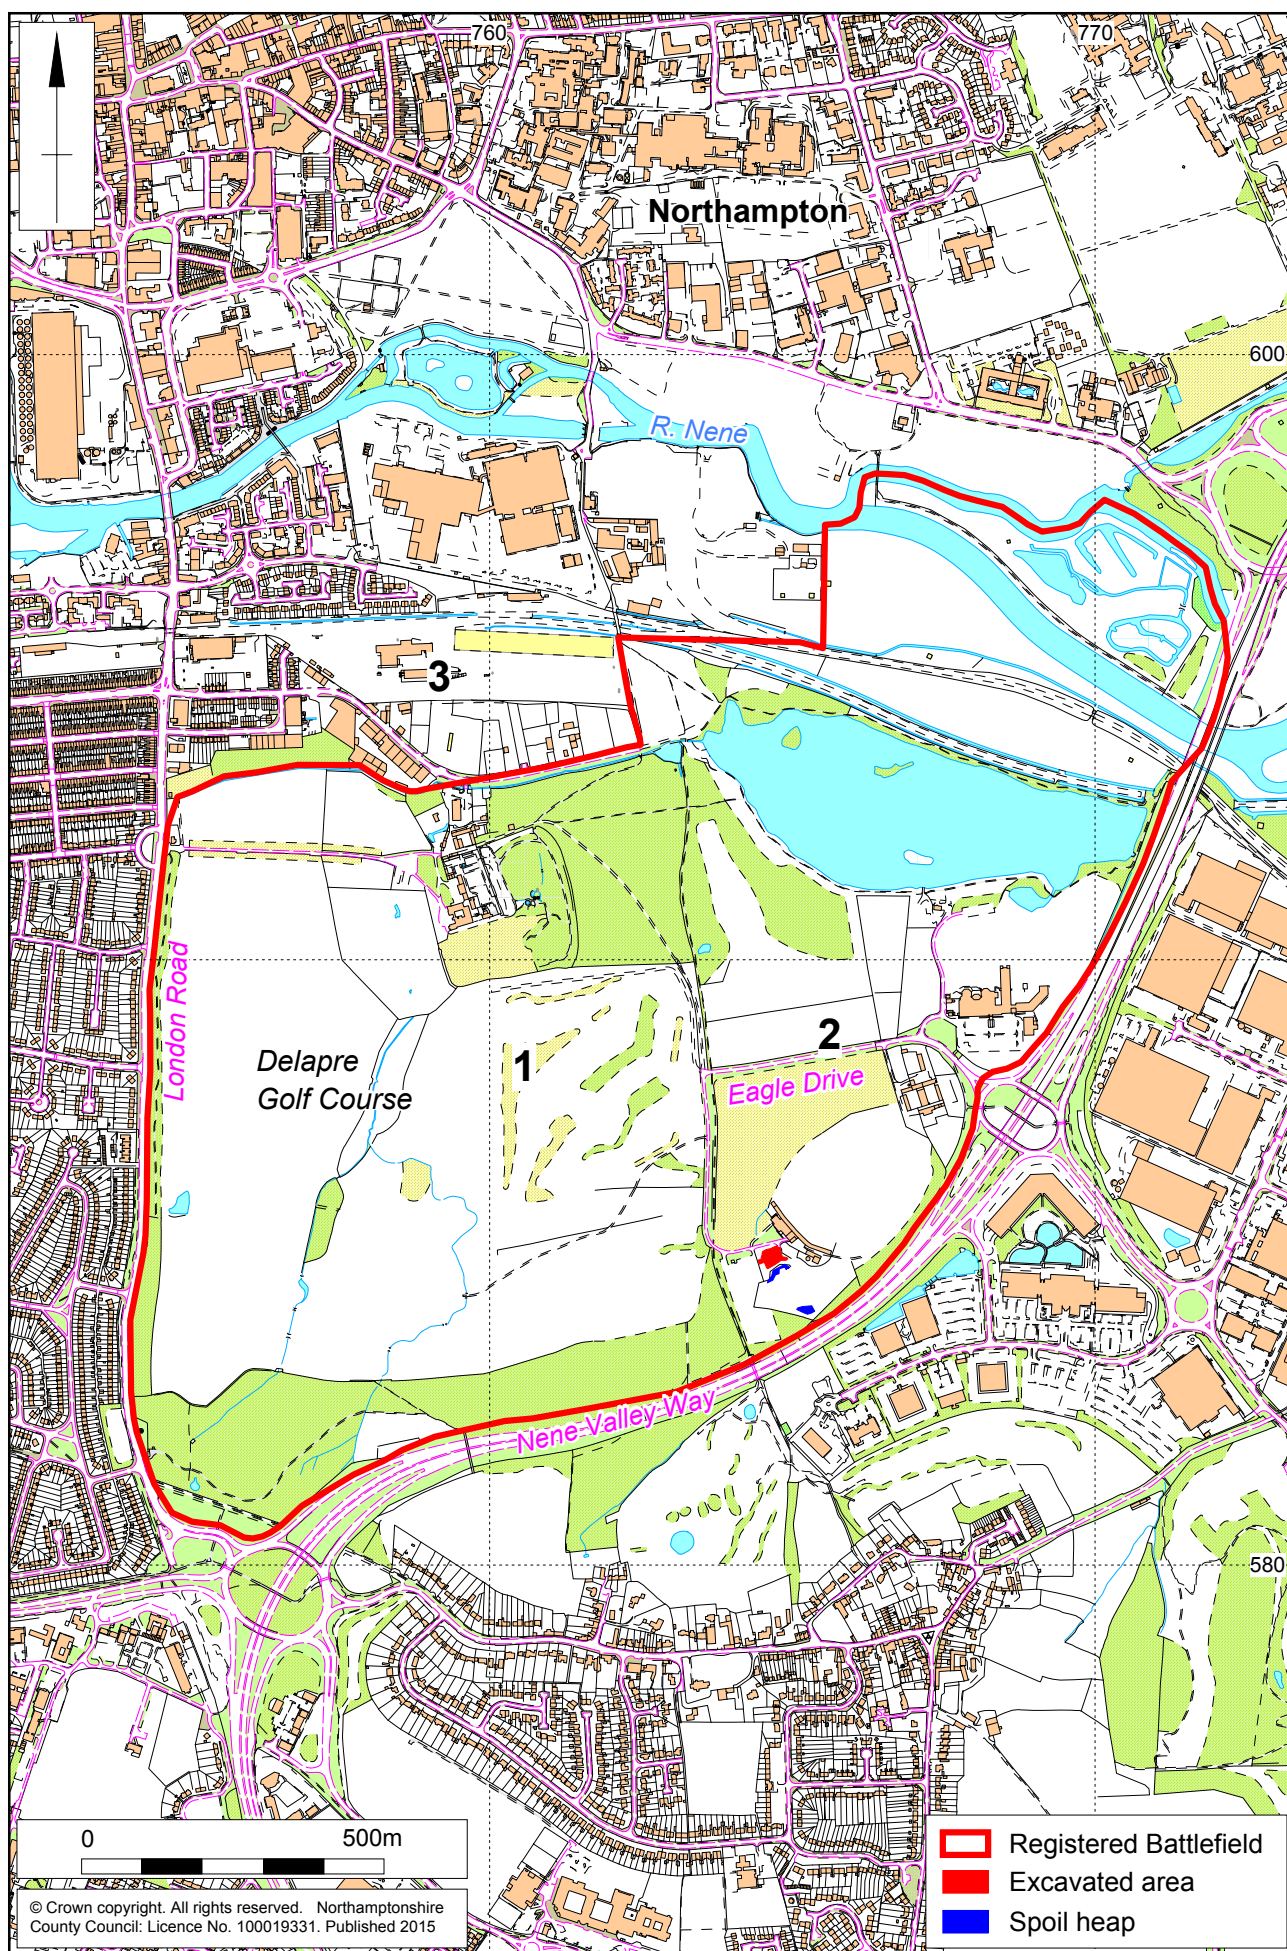 760
770
Northampton
600
R. Nene
3
London Road
2
1
Delapre
Golf Course
Eagle Drive
Nene Valley Way
580
0
500m
© Crown copyright. All rights reserved. Northamptonshire
County Council: Licence No. 100019331. Published 2015
Registered Battlefield
Excavated area
Spoil heap